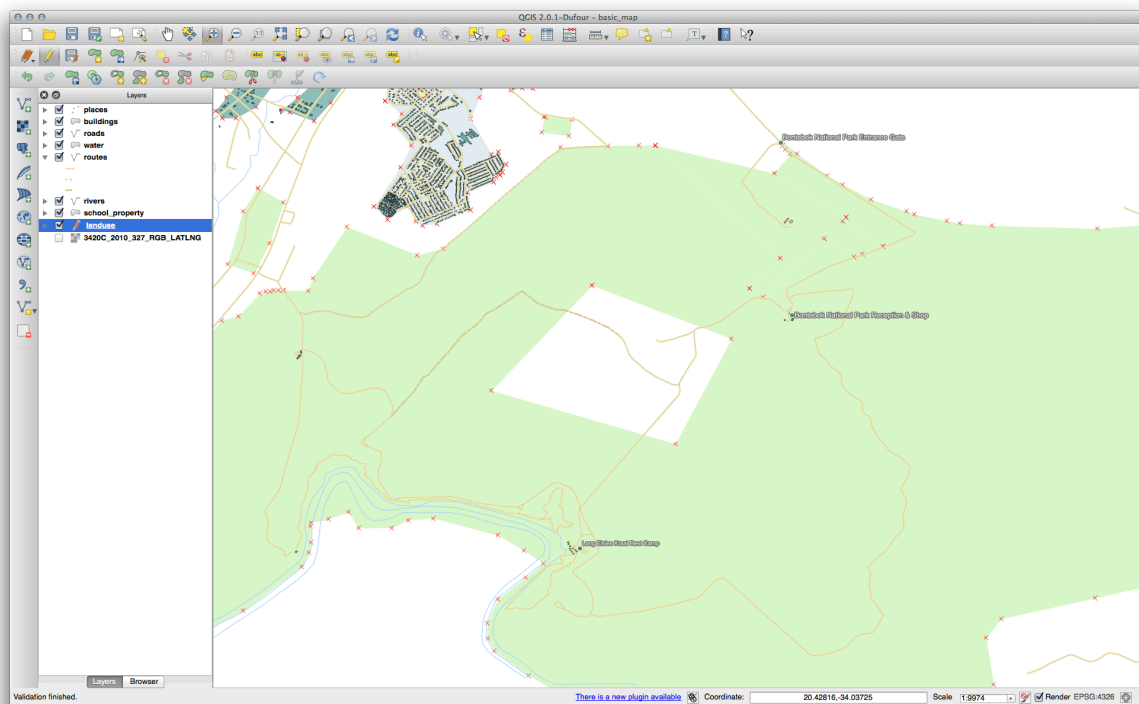 QGIS 2.0.1-Dufour - basic_map
Layers
places
buildings
roads
water
routes
rivers
school_property
landuse
3420C_2010_327_RGB_LATLNG
Bontebok National Park Entrance Gate
Bontebok National Park Reception & Shop
Lang Elsies Kraal Rest Camp
Layers Browser
Validation finished. There is a new plugin available Coordinate: 20.42816,-34.03725 Scale 1:9974 Render EPSG:4326